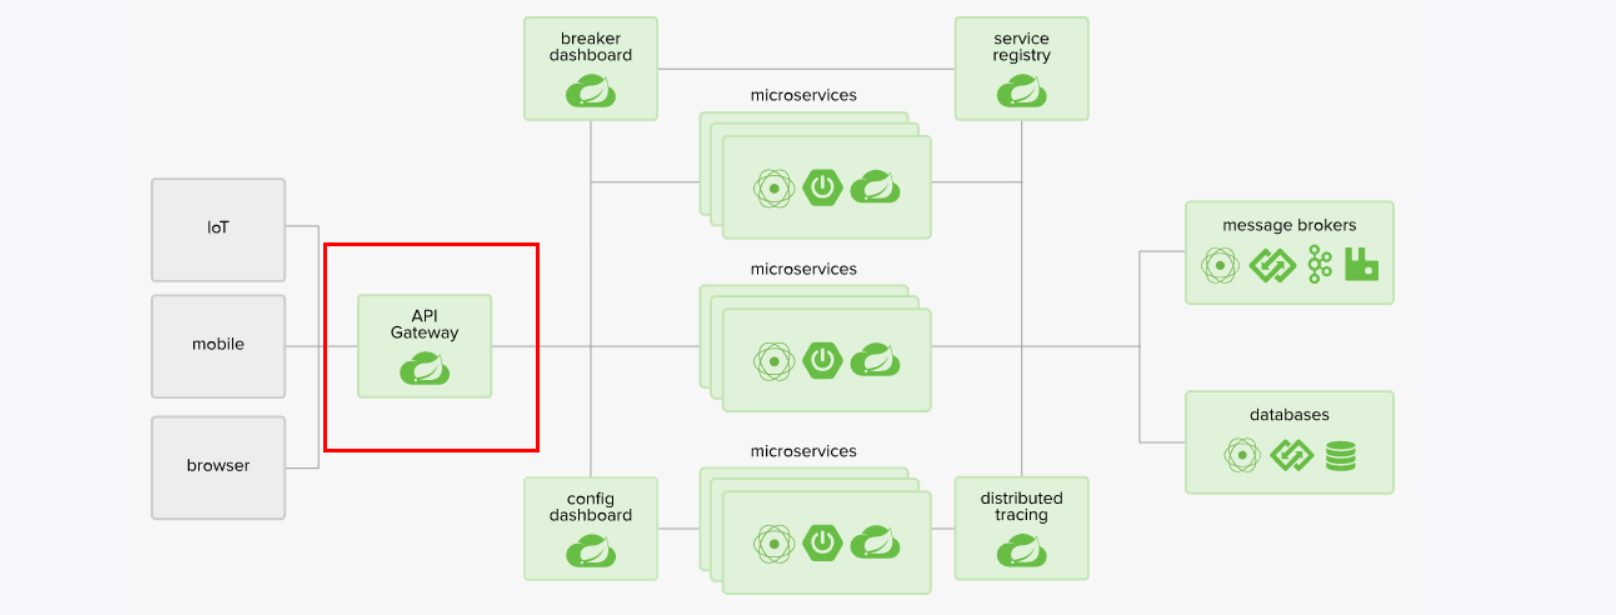 breaker
dashboard
service
registry
microservices
IoT
mobile
browser
API
Gateway
microservices
message brokers
databases
microservices
config
dashboard
distributed
tracing